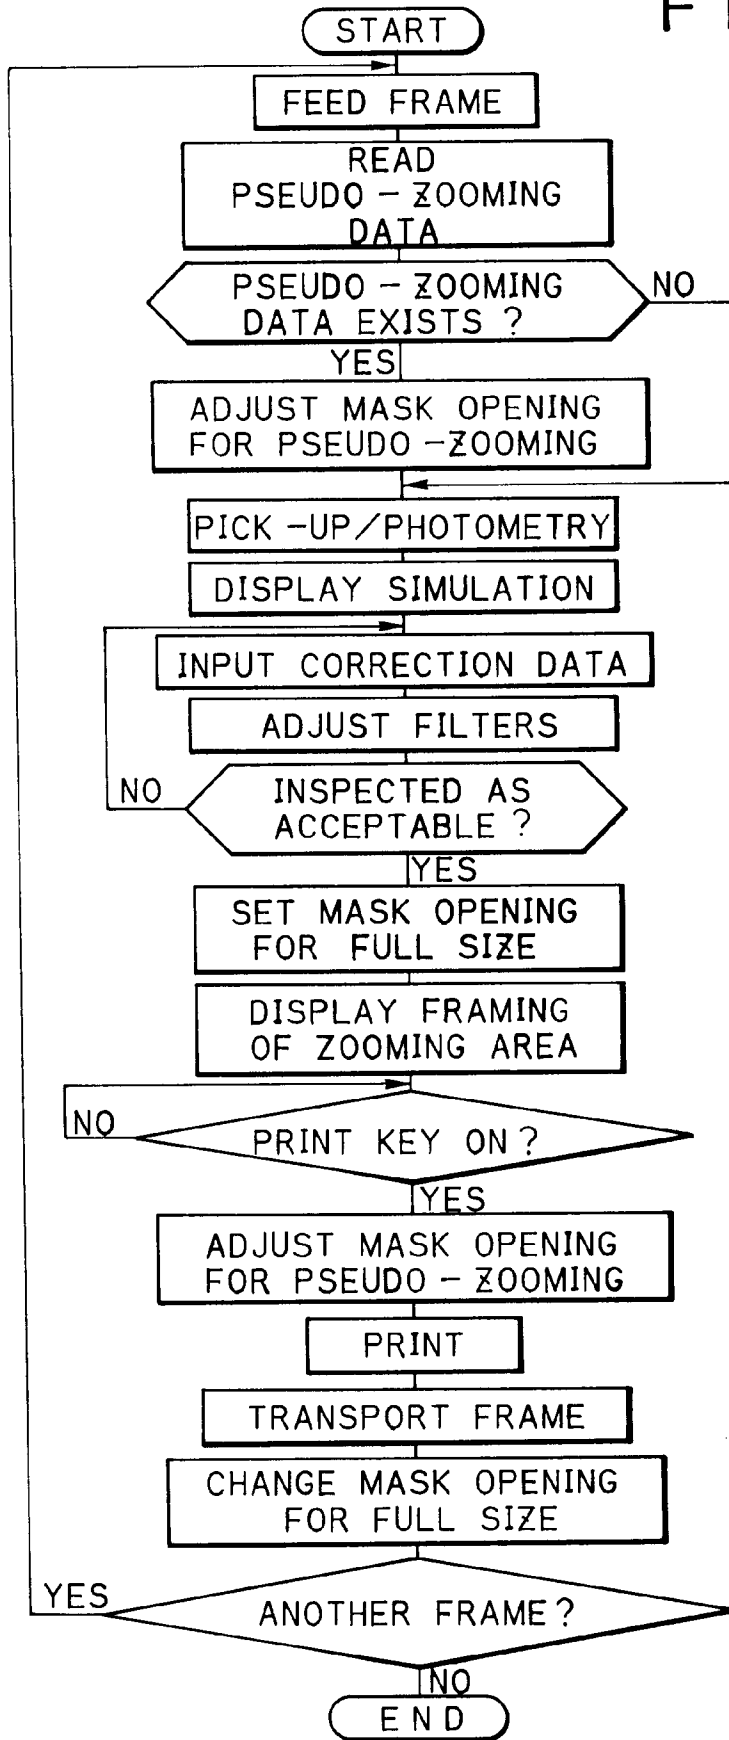 START
FEED FRAME
READ
PSEUDO-ZOOMING
DATA
PSEUDO-ZOOMING
DATA EXISTS ?
NO
YES
ADJUST MASK OPENING
FOR PSEUDO-ZOOMING
PICK-UP/PHOTOMETRY
DISPLAY SIMULATION
INPUT CORRECTION DATA
ADJUST FILTERS
NO
INSPECTED AS
ACCEPTABLE ?
YES
SET MASK OPENING
FOR FULL SIZE
DISPLAY FRAMING
OF ZOOMING AREA
NO
PRINT KEY ON ?
YES
ADJUST MASK OPENING
FOR PSEUDO-ZOOMING
PRINT
TRANSPORT FRAME
CHANGE MASK OPENING
FOR FULL SIZE
YES
ANOTHER FRAME ?
NO
END